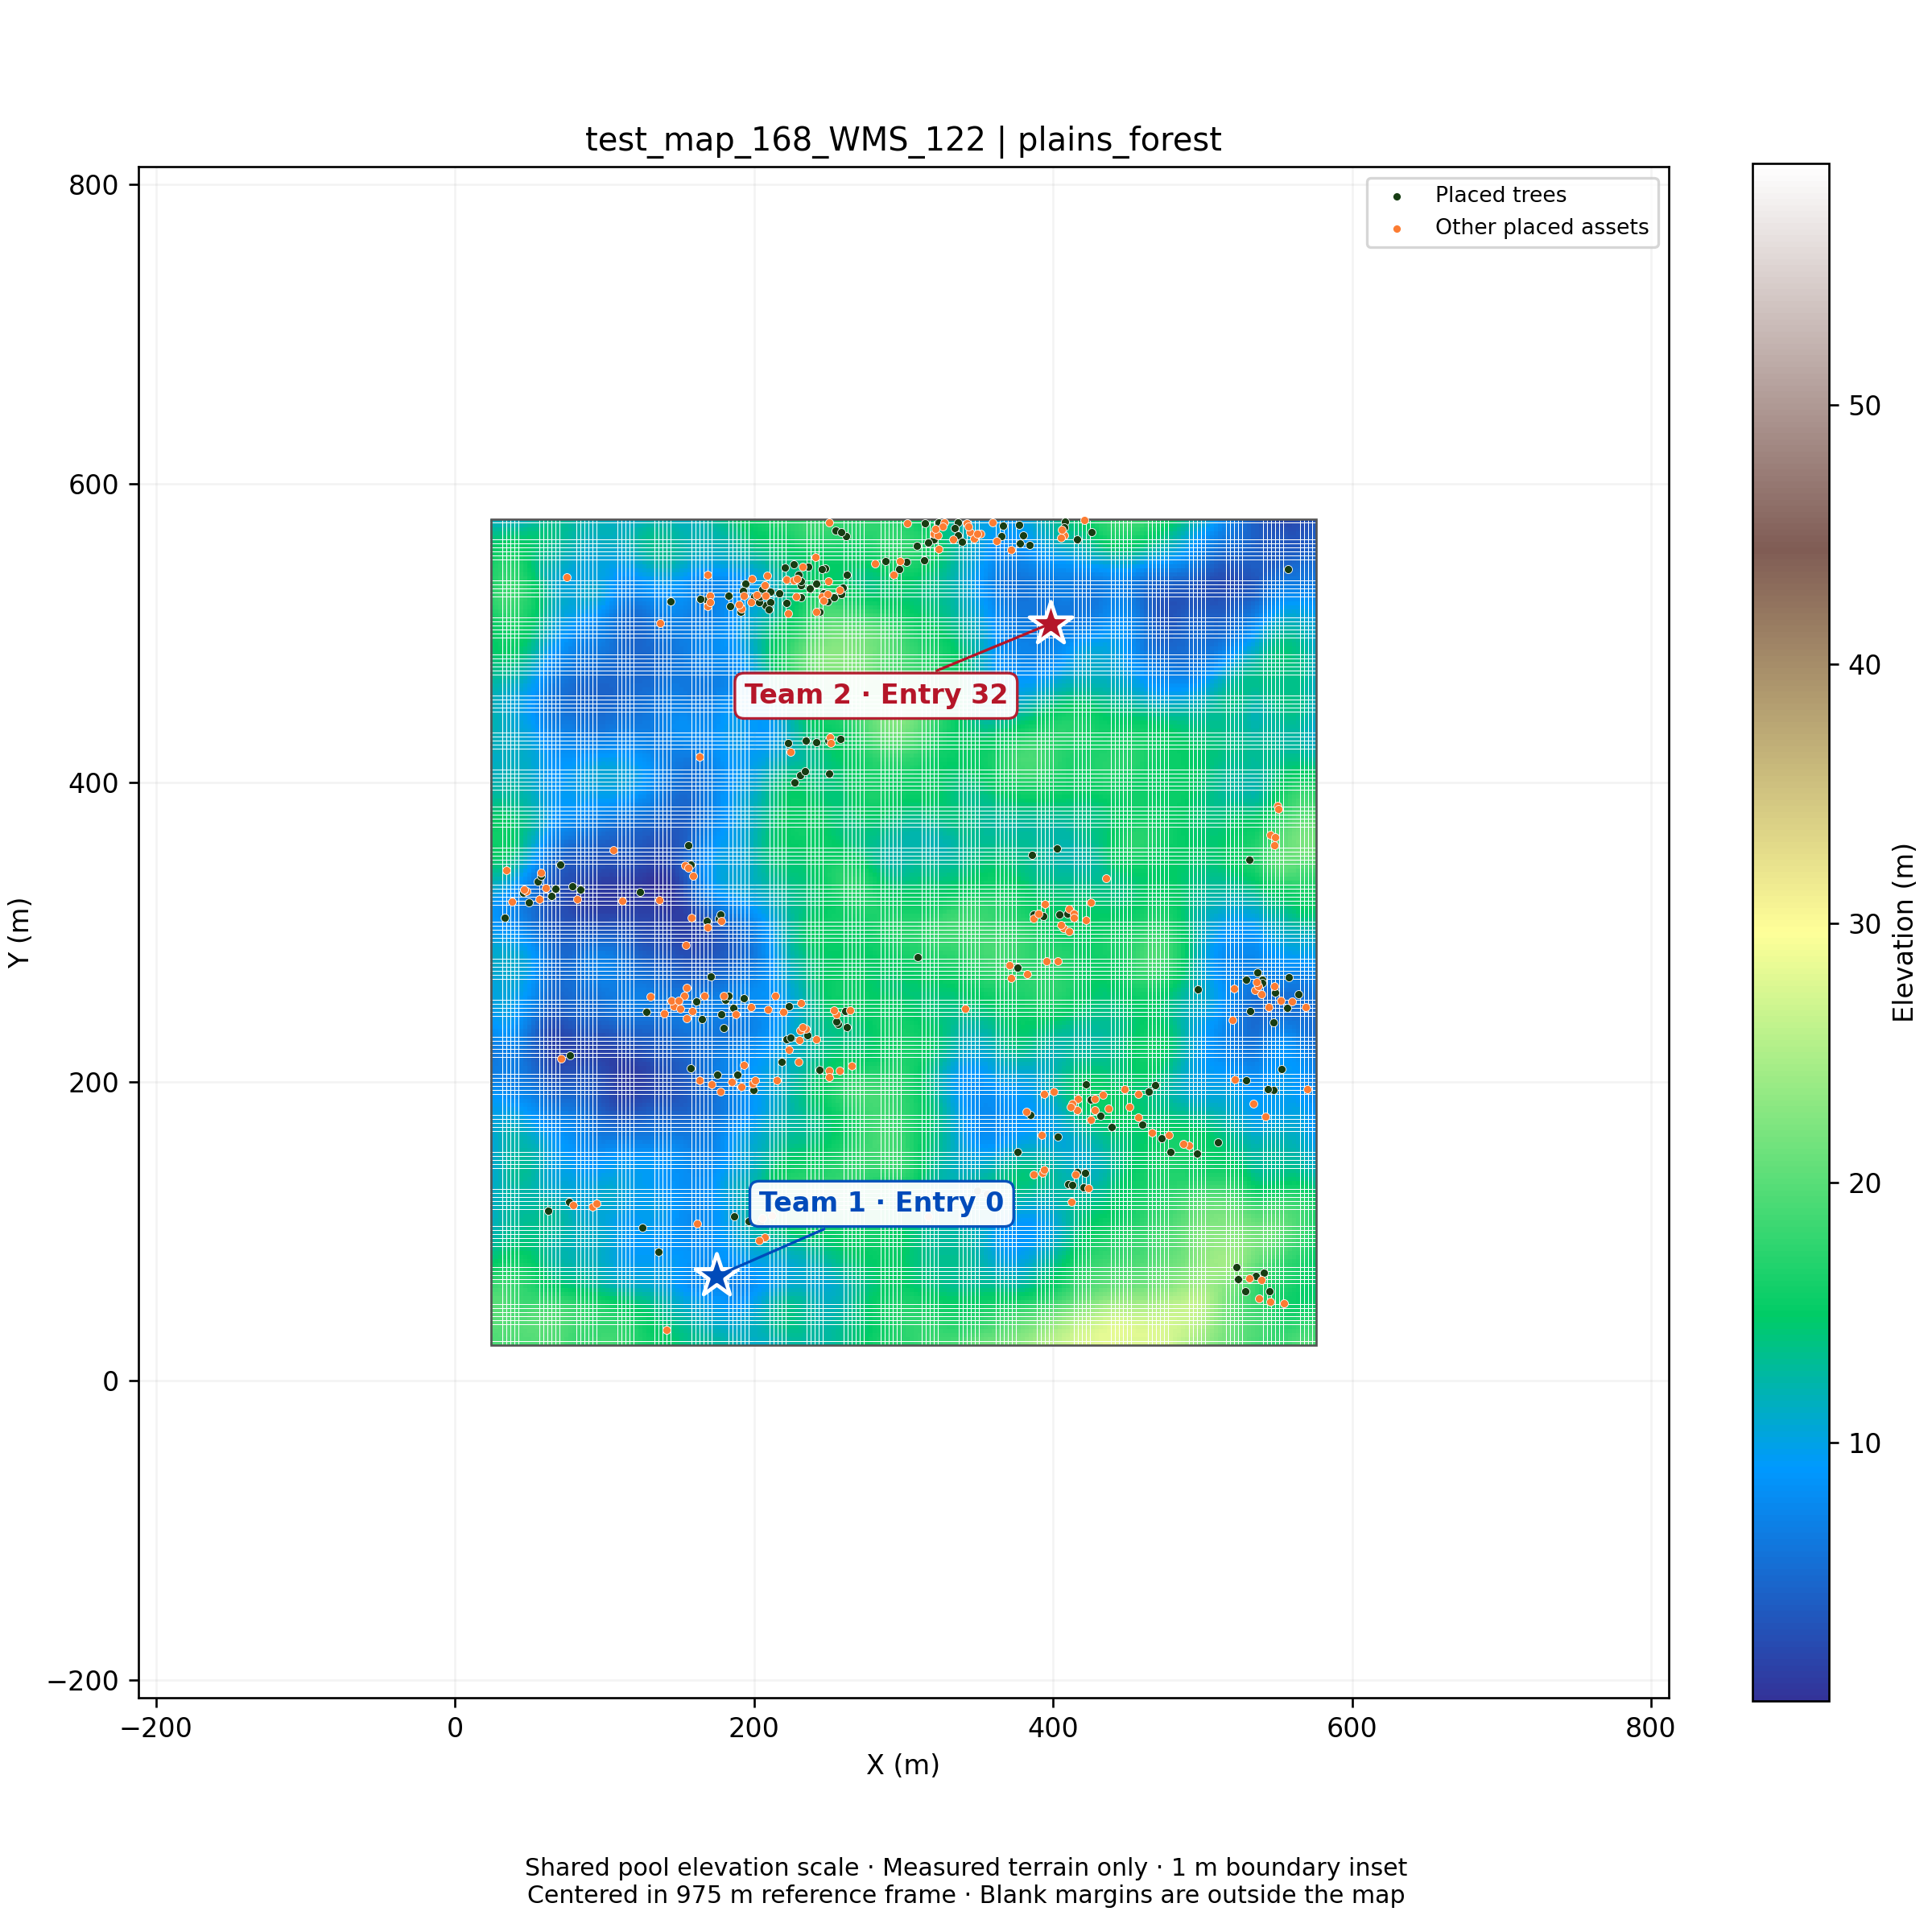 test_map_168_WMS_122 | plains_forest
Placed trees
Other placed assets
800
600
400
200
0
−200
−200
0
200
400
600
800
X (m)
Y (m)
Team 2 · Entry 32
Team 1 · Entry 0
50
40
30
20
10
Elevation (m)
Shared pool elevation scale · Measured terrain only · 1 m boundary inset
Centered in 975 m reference frame · Blank margins are outside the map